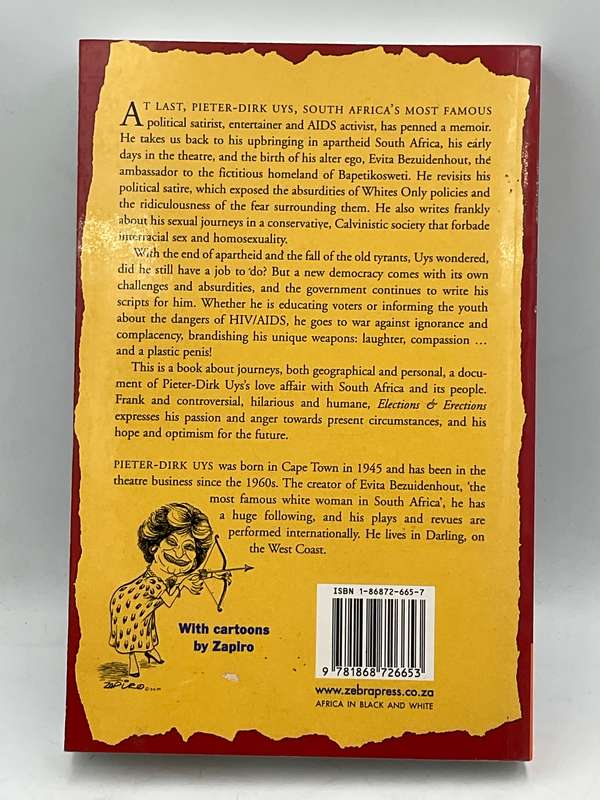 AT LAST, PIETER-DIRK UYS, SOUTH AFRICA'S MOST FAMOUS
political satirist, entertainer and AIDS activist, has penned a memoir.
He takes us back to his upbringing in apartheid South Africa, his early
days in the theatre, and the birth of his alter ego, Evita Bezuidenhout, the
ambassador to the fictitious homeland of Bapetikosweti. He revisits his
political satire, which exposed the absurdities of Whites Only policies and
the ridiculousness of the fear surrounding them. He also writes frankly
about his sexual journeys in a conservative, Calvinistic society that forbade
interracial sex and homosexuality.
With the end of apartheid and the fall of the old tyrants, Uys wondered,
did he still have a job to do? But a new democracy comes with its own
challenges and absurdities, and the government continues to write his
scripts for him. Whether he is educating voters or informing the youth
about the dangers of HIV/AIDS, he goes to war against ignorance and
complacency, brandishing his unique weapons: laughter, compassion ...
and a plastic penis!
This is a book about journeys, both geographical and personal, a docu-
ment of Pieter-Dirk Uys's love affair with South Africa and its people.
Frank and controversial, hilarious and humane, Elections & Erections
expresses his passion and anger towards present circumstances, and his
hope and optimism for the future.
PIETER-DIRK UYS was born in Cape Town in 1945 and has been in the
theatre business since the 1960s. The creator of Evita Bezuidenhout, 'the
most famous white woman in South Africa', he has
a huge following, and his plays and revues are
performed internationally. He lives in Darling, on
the West Coast.
With cartoons
by Zapiro
ZAPIRO
ISBN 1-86872-665-7
9 781868 726653
www.zebrapress.co.za
AFRICA IN BLACK AND WHITE